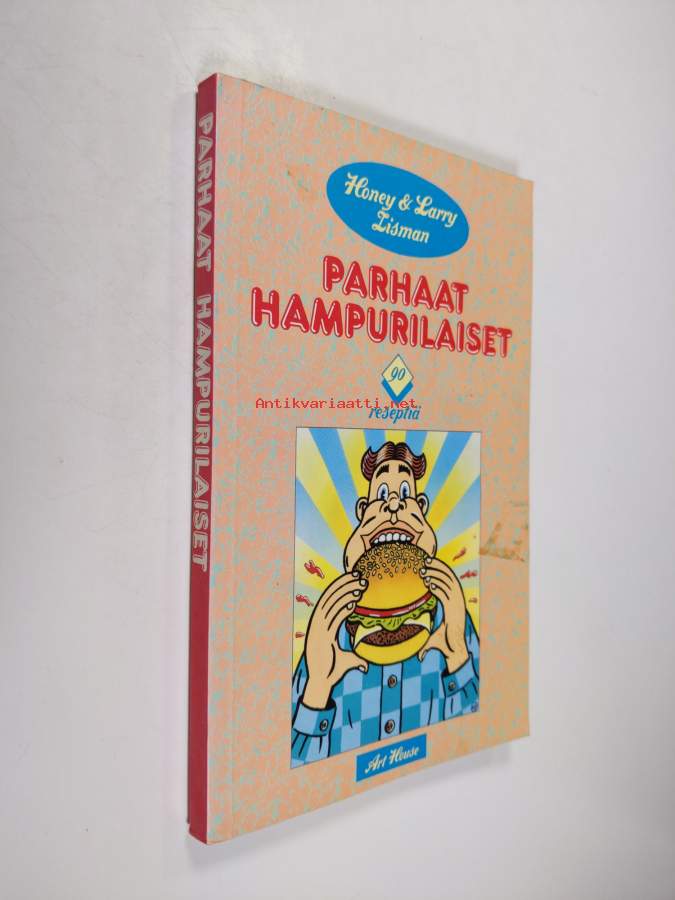 PARHAAT HAMPURILAISET
Honey & Larry
Zisman
PARHAAT
HAMPURILAISET
90
Antikvariaatti.net
reseptiä
Art House